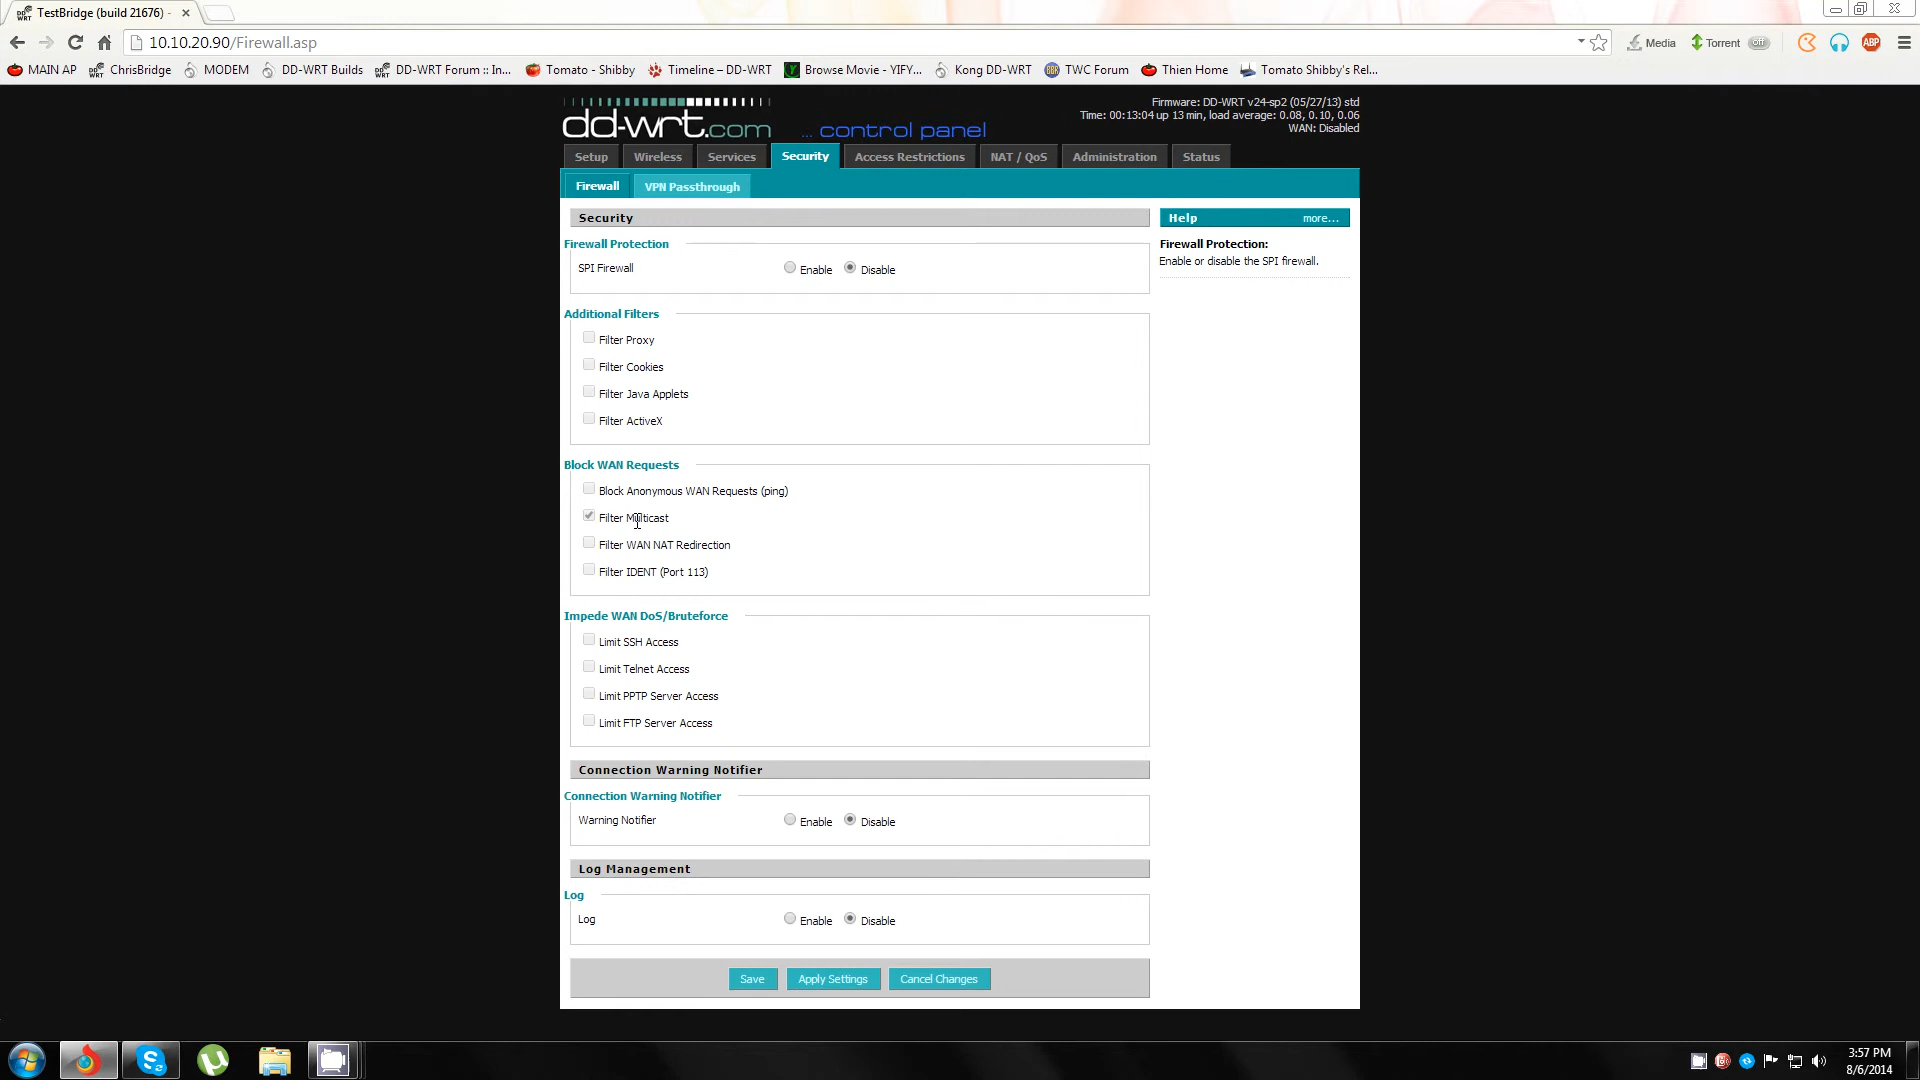 TestBridge (build 21676) -
10.10.20.90/Firewall.asp
Media
Torrent
off
ABP
MAIN AP
ChrisBridge
MODEM
DD-WRT Builds
DD-WRT Forum :: In...
Tomato - Shibby
Timeline – DD-WRT
Browse Movie - YIFY...
Kong DD-WRT
TWC Forum
Thien Home
Tomato Shibby's Rel...
dd-wrt.com
... control panel
Firmware: DD-WRT v24-sp2 (05/27/13) std
Time: 00:13:04 up 13 min, load average: 0.08, 0.10, 0.06
WAN: Disabled
Setup
Wireless
Services
Security
Access Restrictions
NAT / QoS
Administration
Status
Firewall
VPN Passthrough
Security
Firewall Protection
SPI Firewall
Enable
Disable
Additional Filters
Filter Proxy
Filter Cookies
Filter Java Applets
Filter ActiveX
Block WAN Requests
Block Anonymous WAN Requests (ping)
Filter Multicast
Filter WAN NAT Redirection
Filter IDENT (Port 113)
Impede WAN DoS/Bruteforce
Limit SSH Access
Limit Telnet Access
Limit PPTP Server Access
Limit FTP Server Access
Connection Warning Notifier
Connection Warning Notifier
Warning Notifier
Enable
Disable
Log Management
Log
Log
Enable
Disable
Save
Apply Settings
Cancel Changes
Help
more...
Firewall Protection:
Enable or disable the SPI firewall.
3:57 PM
8/6/2014